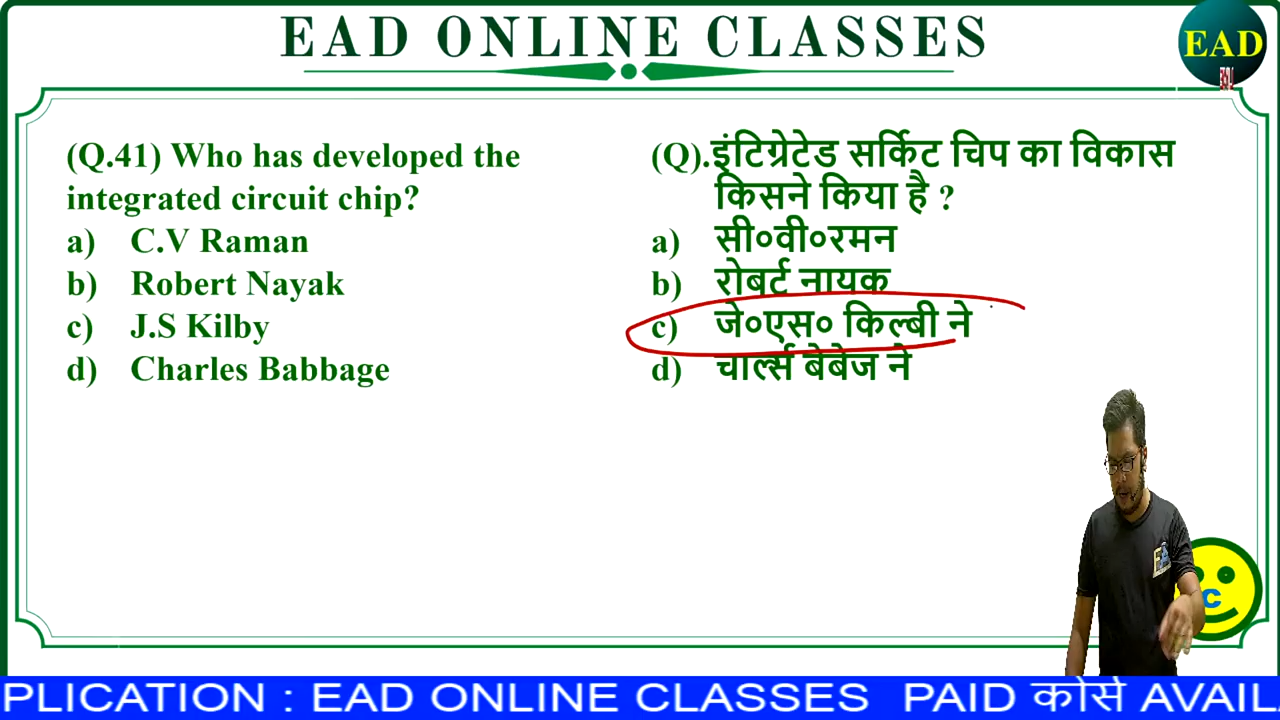 EAD ONLINE CLASSES
EAD
(Q.41) Who has developed the
integrated circuit chip?
a) C.V Raman
b) Robert Nayak
c) J.S Kilby
d) Charles Babbage
(Q).इंटिग्रेटेड सर्किट चिप का विकास
किसने किया है ?
a) सी०वी०रमन
b) रोबर्ट नायक
c) जे०एस० किल्बी ने
d) चार्ल्स बेबेज ने
C
PLICATION : EAD ONLINE CLASSES PAID कोर्स AVAIL